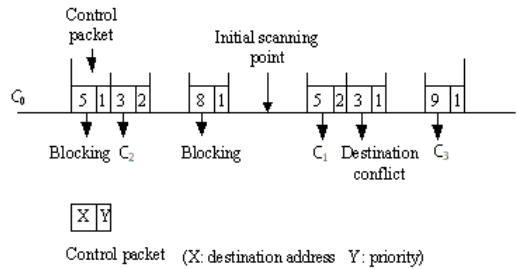 Control
packet
Initial scanning
point
C₀ 5 1 3 2 8 1 5 2 3 1 9 1
Blocking C₂ Blocking C₁ Destination
conflict C₃
X Y
Control packet (X: destination address Y: priority)